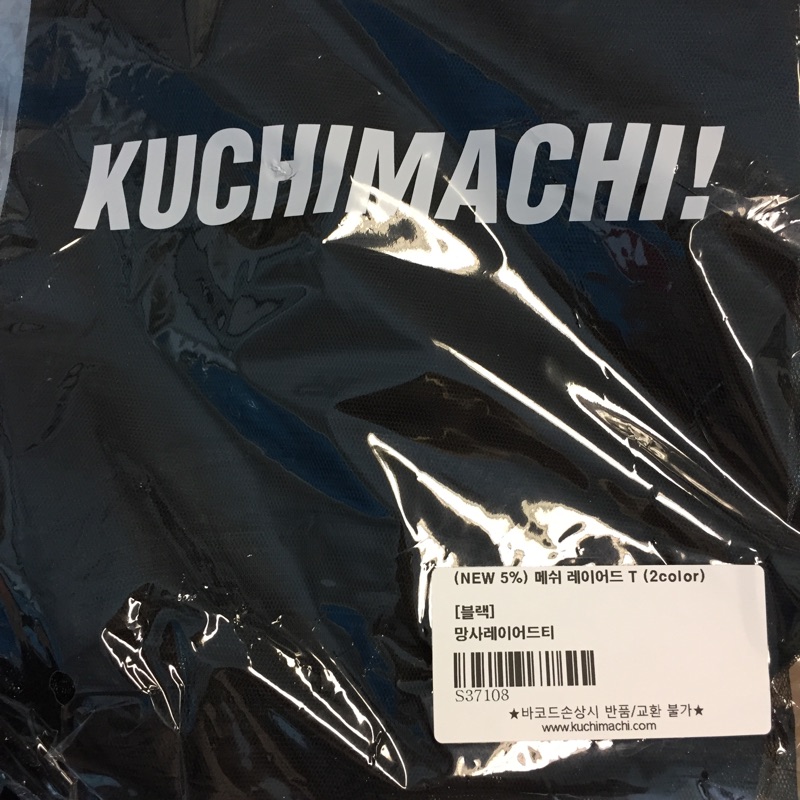 KUCHIMACHI!
(NEW 5%) 메쉬 레이어드 T (2color)
[블랙]
망사레이어드티
S37108
★바코드손상시 반품/교환 불가★
www.kuchimachi.com